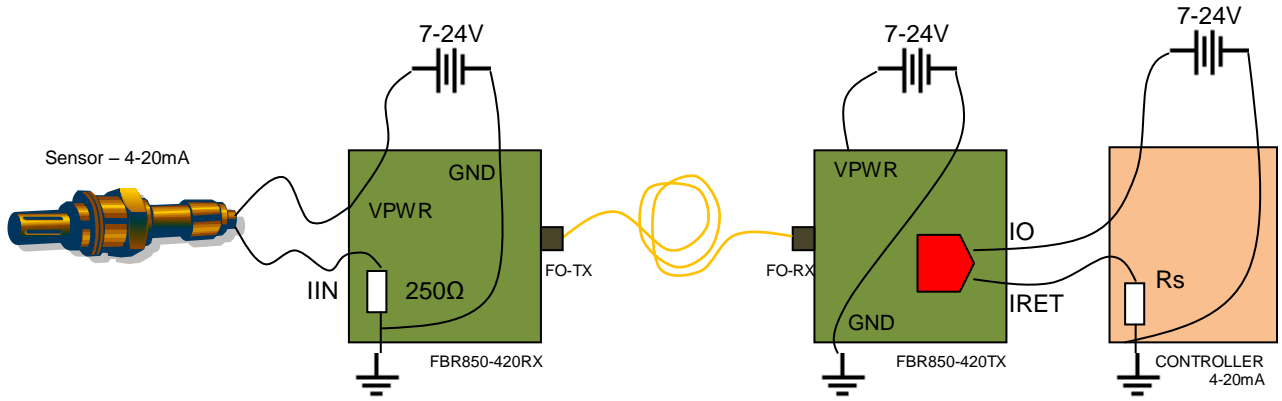 7-24V
7-24V
7-24V
Sensor – 4-20mA
GND
VPWR
VPWR
IO
FO-TX
FO-RX
IIN
250Ω
Rs
IRET
GND
FBR850-420RX
FBR850-420TX
CONTROLLER
4-20mA